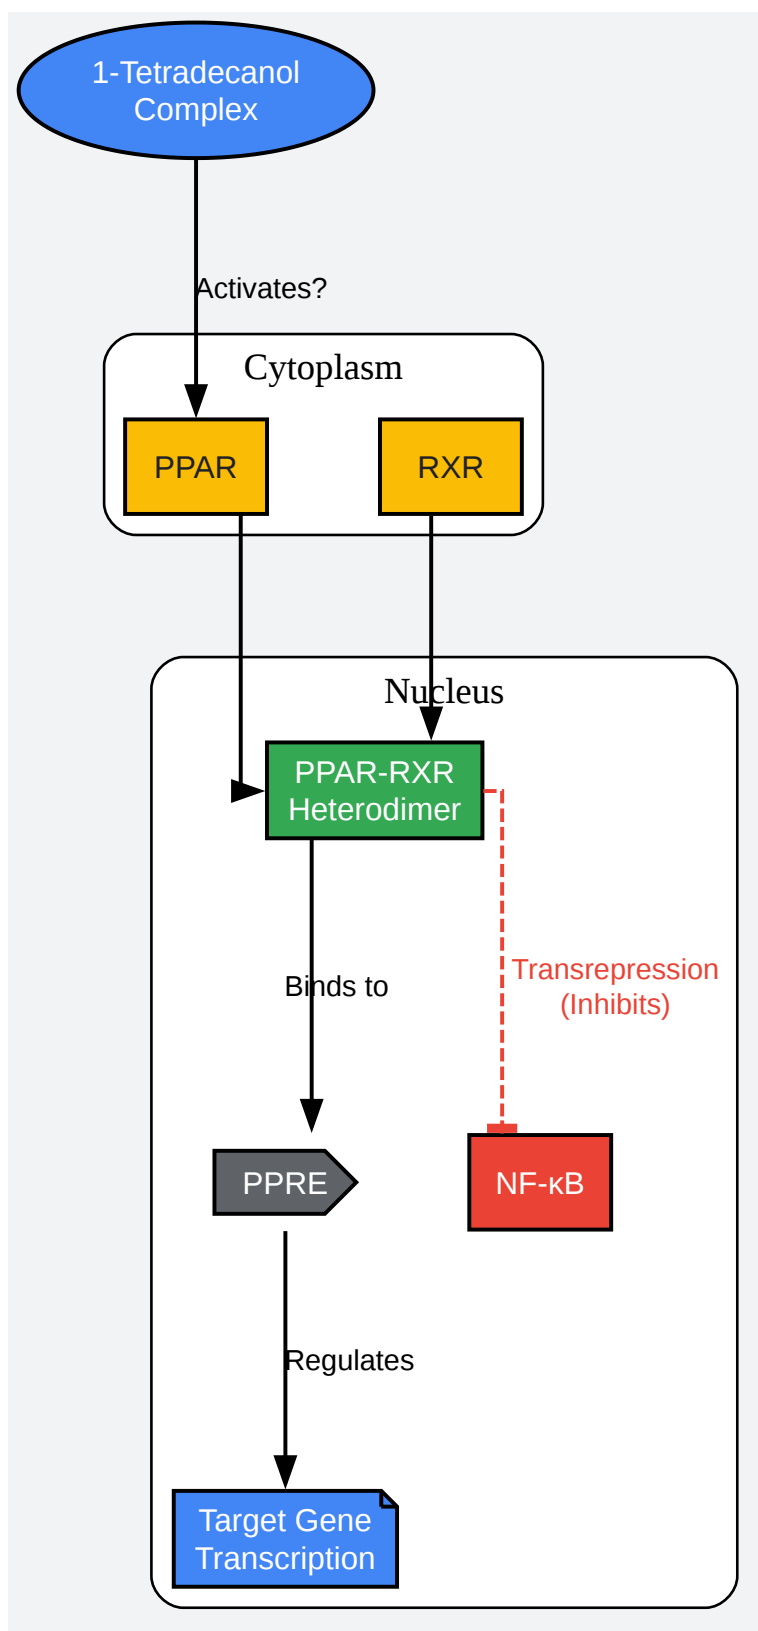 1-Tetradecanol
Complex
Activates?
Cytoplasm
PPAR
RXR
Nucleus
PPAR-RXR
Heterodimer
Binds to
Transrepression
(Inhibits)
PPRE
NF-κB
Regulates
Target Gene
Transcription